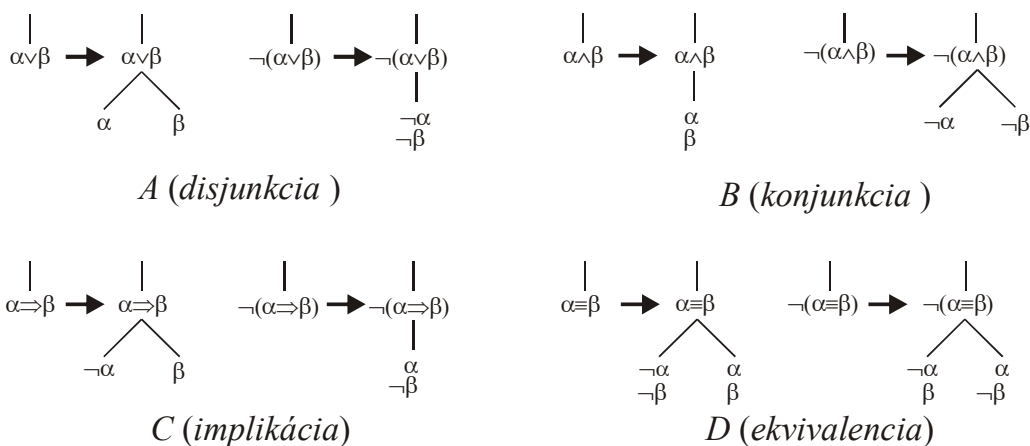 α∨β α∨β ¬(α∨β) ¬(α∨β)
α β ¬α
¬β
A (disjunkcia )
α∧β α∧β ¬(α∧β) ¬(α∧β)
α ¬α ¬β
β
B (konjunkcia )
α⇒β α⇒β ¬(α⇒β) ¬(α⇒β)
¬α β α
¬β
C (implikácia)
α≡β α≡β ¬(α≡β) ¬(α≡β)
¬α α ¬α α
¬β β β ¬β
D (ekvivalencia)